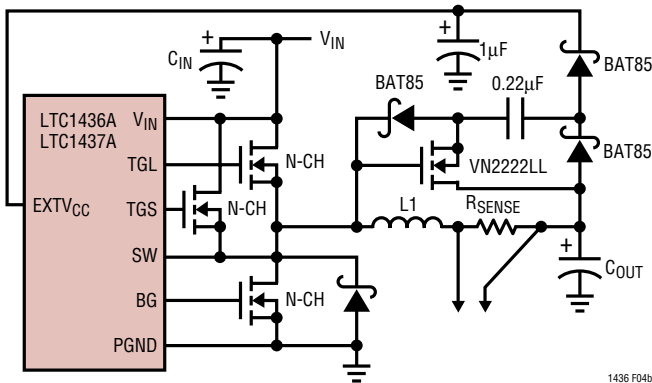 +
C_IN
V_IN
+
1µF
BAT85
BAT85
0.22µF
LTC1436A
LTC1437A
V_IN
TGL
N-CH
VN2222LL
BAT85
EXTV_CC
TGS
N-CH
L1
R_SENSE
SW
+
C_OUT
BG
N-CH
PGND
1436 F04b